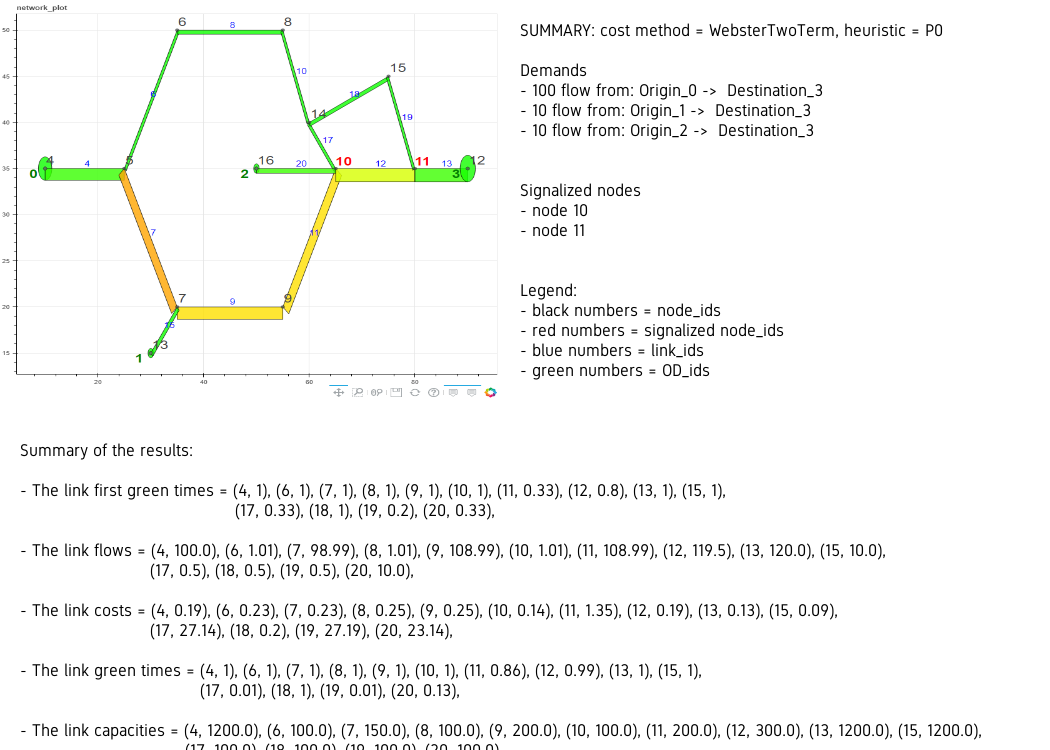 network_plot
6
8
8
50
10
15
45
6
18
14
40
19
17
4
5
16
10
11
12
35
4
20
12
13
0
2
3
30
7
11
25
7
9
9
20
15
13
1
15
20
40
60
80
SUMMARY: cost method = WebsterTwoTerm, heuristic = P0
Demands
- 100 flow from: Origin_0 -> Destination_3
- 10 flow from: Origin_1 -> Destination_3
- 10 flow from: Origin_2 -> Destination_3
Signalized nodes
- node 10
- node 11
Legend:
- black numbers = node_ids
- red numbers = signalized node_ids
- blue numbers = link_ids
- green numbers = OD_ids
Summary of the results:
- The link first green times = (4, 1), (6, 1), (7, 1), (8, 1), (9, 1), (10, 1), (11, 0.33), (12, 0.8), (13, 1), (15, 1),
(17, 0.33), (18, 1), (19, 0.2), (20, 0.33),
- The link flows = (4, 100.0), (6, 1.01), (7, 98.99), (8, 1.01), (9, 108.99), (10, 1.01), (11, 108.99), (12, 119.5), (13, 120.0), (15, 10.0),
(17, 0.5), (18, 0.5), (19, 0.5), (20, 10.0),
- The link costs = (4, 0.19), (6, 0.23), (7, 0.23), (8, 0.25), (9, 0.25), (10, 0.14), (11, 1.35), (12, 0.19), (13, 0.13), (15, 0.09),
(17, 27.14), (18, 0.2), (19, 27.19), (20, 23.14),
- The link green times = (4, 1), (6, 1), (7, 1), (8, 1), (9, 1), (10, 1), (11, 0.86), (12, 0.99), (13, 1), (15, 1),
(17, 0.01), (18, 1), (19, 0.01), (20, 0.13),
- The link capacities = (4, 1200.0), (6, 100.0), (7, 150.0), (8, 100.0), (9, 200.0), (10, 100.0), (11, 200.0), (12, 300.0), (13, 1200.0), (15, 1200.0),
(17, 100.0), (18, 100.0), (19, 100.0), (20, 100.0)